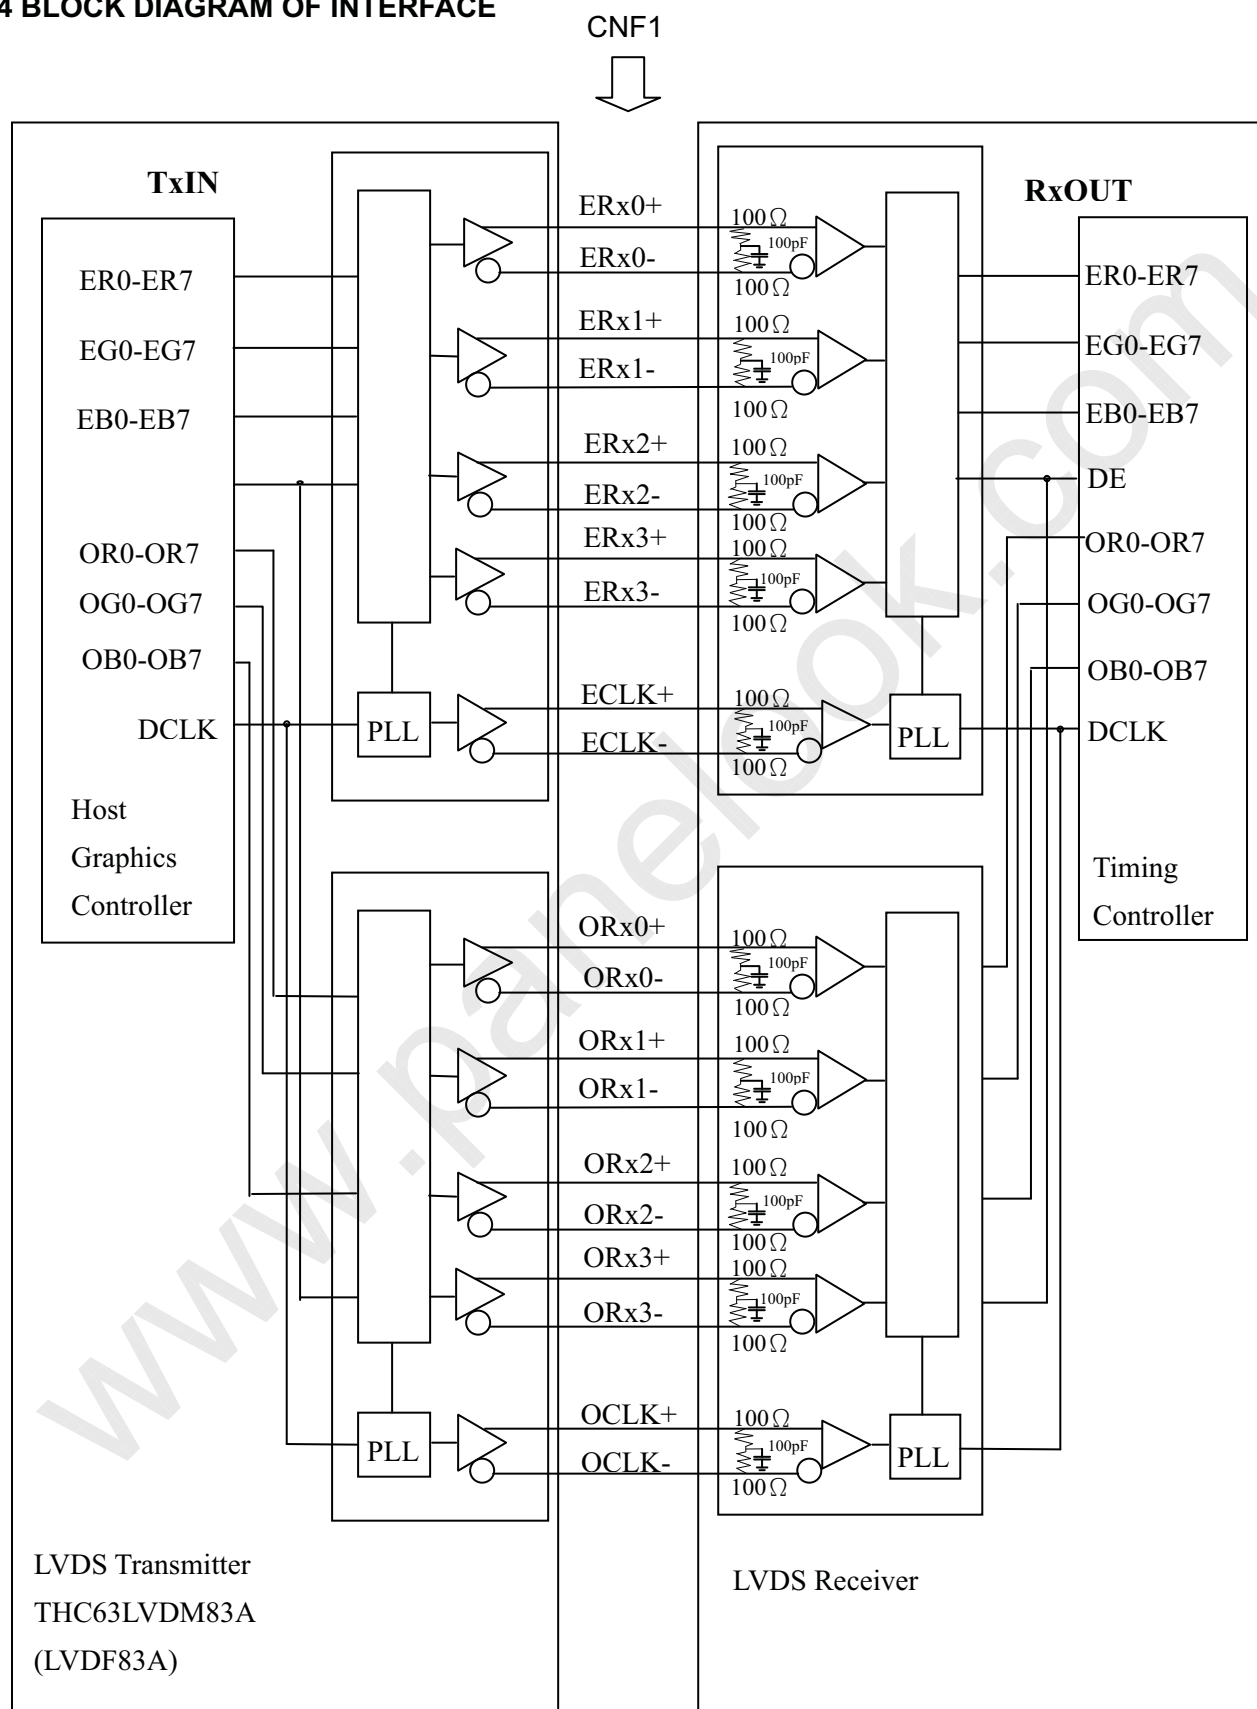 4 BLOCK DIAGRAM OF INTERFACE
CNF1
TxIN
RxOUT
ER0-ER7
EG0-EG7
EB0-EB7
OR0-OR7
OG0-OG7
OB0-OB7
DCLK
Host
Graphics
Controller
PLL
ERx0+
ERx0-
ERx1+
ERx1-
ERx2+
ERx2-
ERx3+
ERx3-
ECLK+
ECLK-
100Ω
100pF
100Ω
100Ω
100pF
100Ω
100Ω
100pF
100Ω
100Ω
100pF
100Ω
100Ω
100pF
100Ω
PLL
ER0-ER7
EG0-EG7
EB0-EB7
DE
OR0-OR7
OG0-OG7
OB0-OB7
DCLK
Timing
Controller
PLL
ORx0+
ORx0-
ORx1+
ORx1-
ORx2+
ORx2-
ORx3+
ORx3-
OCLK+
OCLK-
100Ω
100pF
100Ω
100Ω
100pF
100Ω
100Ω
100pF
100Ω
100Ω
100pF
100Ω
100Ω
100pF
100Ω
PLL
LVDS Transmitter
THC63LVDM83A
(LVDF83A)
LVDS Receiver
www.panelook.com